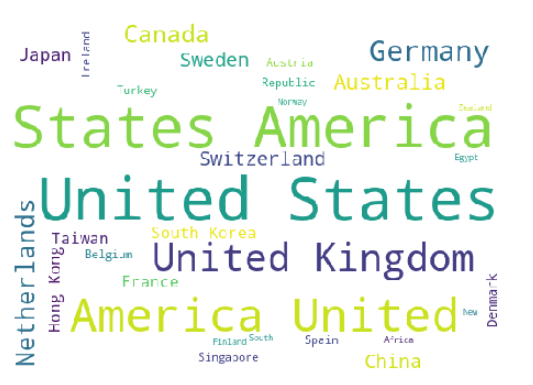 Canada
Germany
Japan
Ireland
Sweden
Austria
Australia
Republic
Turkey
Norway
Zealand
States America
Switzerland
Egypt
United States
Netherlands
Taiwan
South Korea
Hong Kong
Belgium
United Kingdom
France
Denmark
America United
New
Finland
South
Spain
Africa
Singapore
China